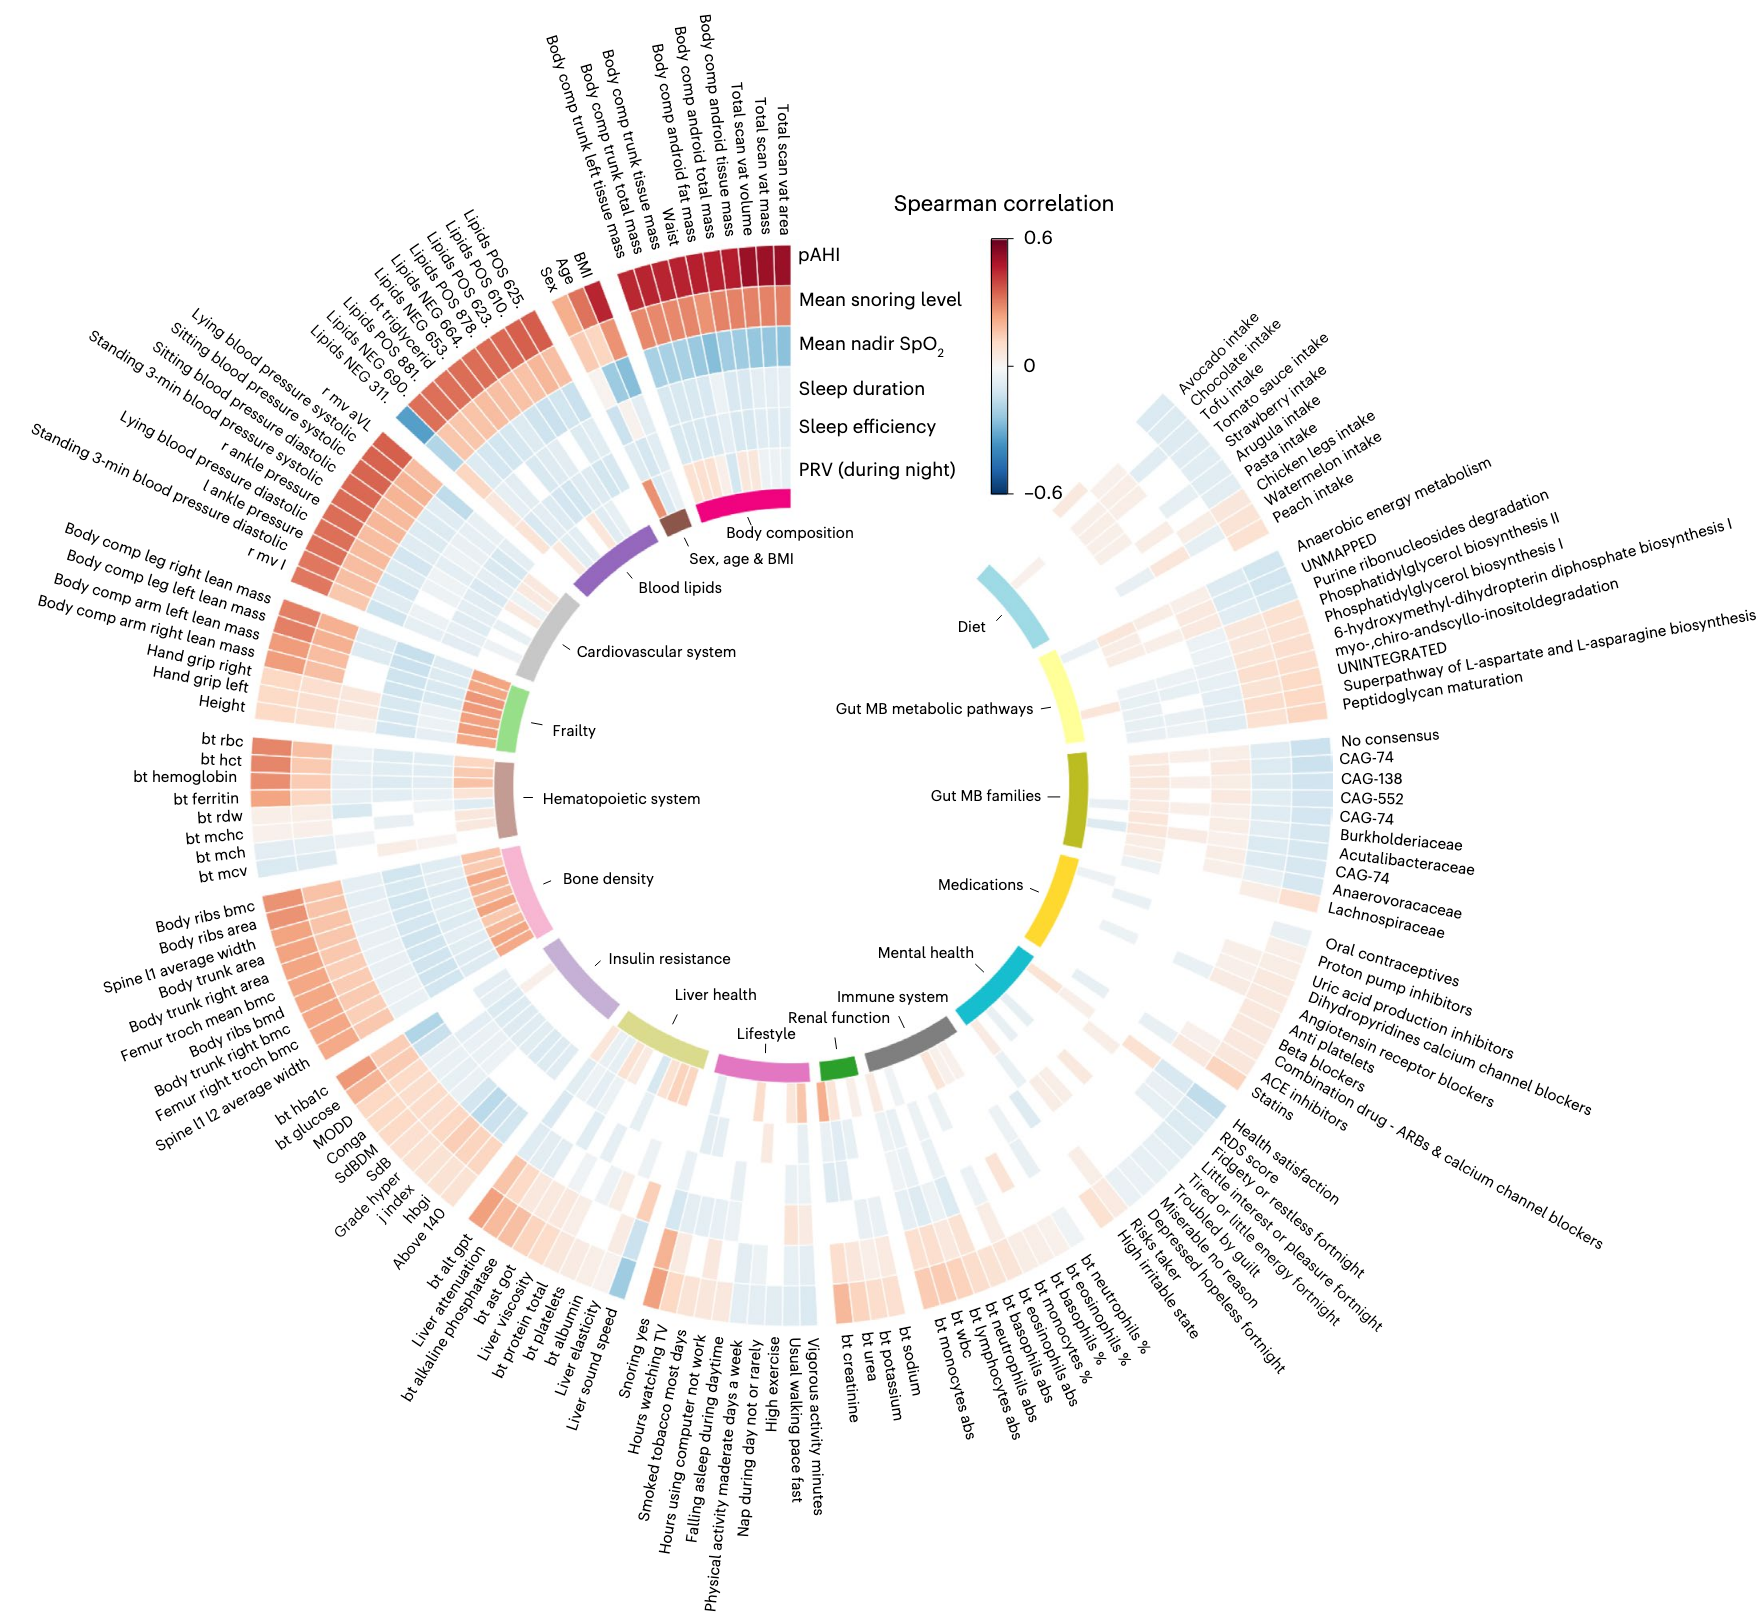 Total scan vat area
Total scan vat mass
Total scan vat volume
Body comp android tissue mass
Body comp android total mass
Body comp android fat mass
Waist
Body comp trunk tissue mass
Body comp trunk total mass
Body comp trunk left tissue mass
BMI
Age
Sex
Lipids POS 625.
Lipids POS 610.
Lipids POS 623.
Lipids POS 878.
Lipids NEG 664.
Lipids NEG 653.
bt triglycerid
Lipids POS 881.
Lipids NEG 690.
Lipids NEG 311.
r mv aVL
Lying blood pressure systolic
Sitting blood pressure systolic
Sitting blood pressure diastolic
Standing 3-min blood pressure systolic
r ankle pressure
Lying blood pressure diastolic
l ankle pressure
Standing 3-min blood pressure diastolic
r mv l
Body comp leg right lean mass
Body comp leg left lean mass
Body comp arm left lean mass
Body comp arm right lean mass
Hand grip right
Hand grip left
Height
bt rbc
bt hct
bt hemoglobin
bt ferritin
bt rdw
bt mchc
bt mch
bt mcv
Body ribs bmc
Body ribs area
Spine l1 average width
Body trunk area
Body trunk right area
Femur troch mean bmc
Body ribs bmd
Body trunk right bmc
Femur right troch bmc
Spine l1 l2 average width
bt hba1c
bt glucose
MODD
Conga
SdBDM
SdB
Grade hyper
j index
hbgi
Above 140
bt alt gpt
Liver attenuation
bt alkaline phosphatase
bt ast got
Liver viscosity
bt protein total
bt platelets
bt albumin
Liver elasticity
Liver sound speed
Snoring yes
Hours watching TV
Smoked tobacco most days
Hours using computer not work
Falling asleep during daytime
Physical activity maderate days a week
Nap during day not or rarely
High exercise
Usual walking pace fast
Vigorous activity minutes
bt creatinine
bt urea
bt potassium
bt sodium
bt monocytes abs
bt wbc
bt lymphocytes abs
bt neutrophils abs
bt basophils abs
bt eosinophils abs
bt monocytes %
bt basophils %
bt eosinophils %
bt neutrophils %
High irritable state
Risks taker
Depressed hopeless fortnight
Miserable no reason
Troubled by guilt
Tired or little energy fortnight
Little interest or pleasure fortnight
Fidgety or restless fortnight
RDS score
Health satisfaction
Statins
ACE inhibitors
Combination drug - ARBs & calcium channel blockers
Beta blockers
Anti platelets
Angiotensin receptor blockers
Dihydropyridines calcium channel blockers
Uric acid production inhibitors
Proton pump inhibitors
Oral contraceptives
Lachnospiraceae
Anaerovoracaceae
CAG-74
Acutalibacteraceae
Burkholderiaceae
CAG-74
CAG-552
CAG-138
CAG-74
No consensus
Peptidoglycan maturation
Superpathway of L-aspartate and L-asparagine biosynthesis
UNINTEGRATED
myo-,chiro-andscyllo-inositoldegradation
6-hydroxymethyl-dihydropterin diphosphate biosynthesis I
Phosphatidylglycerol biosynthesis I
Phosphatidylglycerol biosynthesis II
Purine ribonucleosides degradation
UNMAPPED
Anaerobic energy metabolism
Peach intake
Watermelon intake
Chicken legs intake
Pasta intake
Arugula intake
Strawberry intake
Tomato sauce intake
Tofu intake
Chocolate intake
Avocado intake
Spearman correlation
0.6
0
–0.6
pAHI
Mean snoring level
Mean nadir SpO2
Sleep duration
Sleep efficiency
PRV (during night)
Body composition
Sex, age & BMI
Blood lipids
Cardiovascular system
Frailty
Hematopoietic system
Bone density
Insulin resistance
Liver health
Lifestyle
Renal function
Immune system
Mental health
Medications
Gut MB families
Gut MB metabolic pathways
Diet